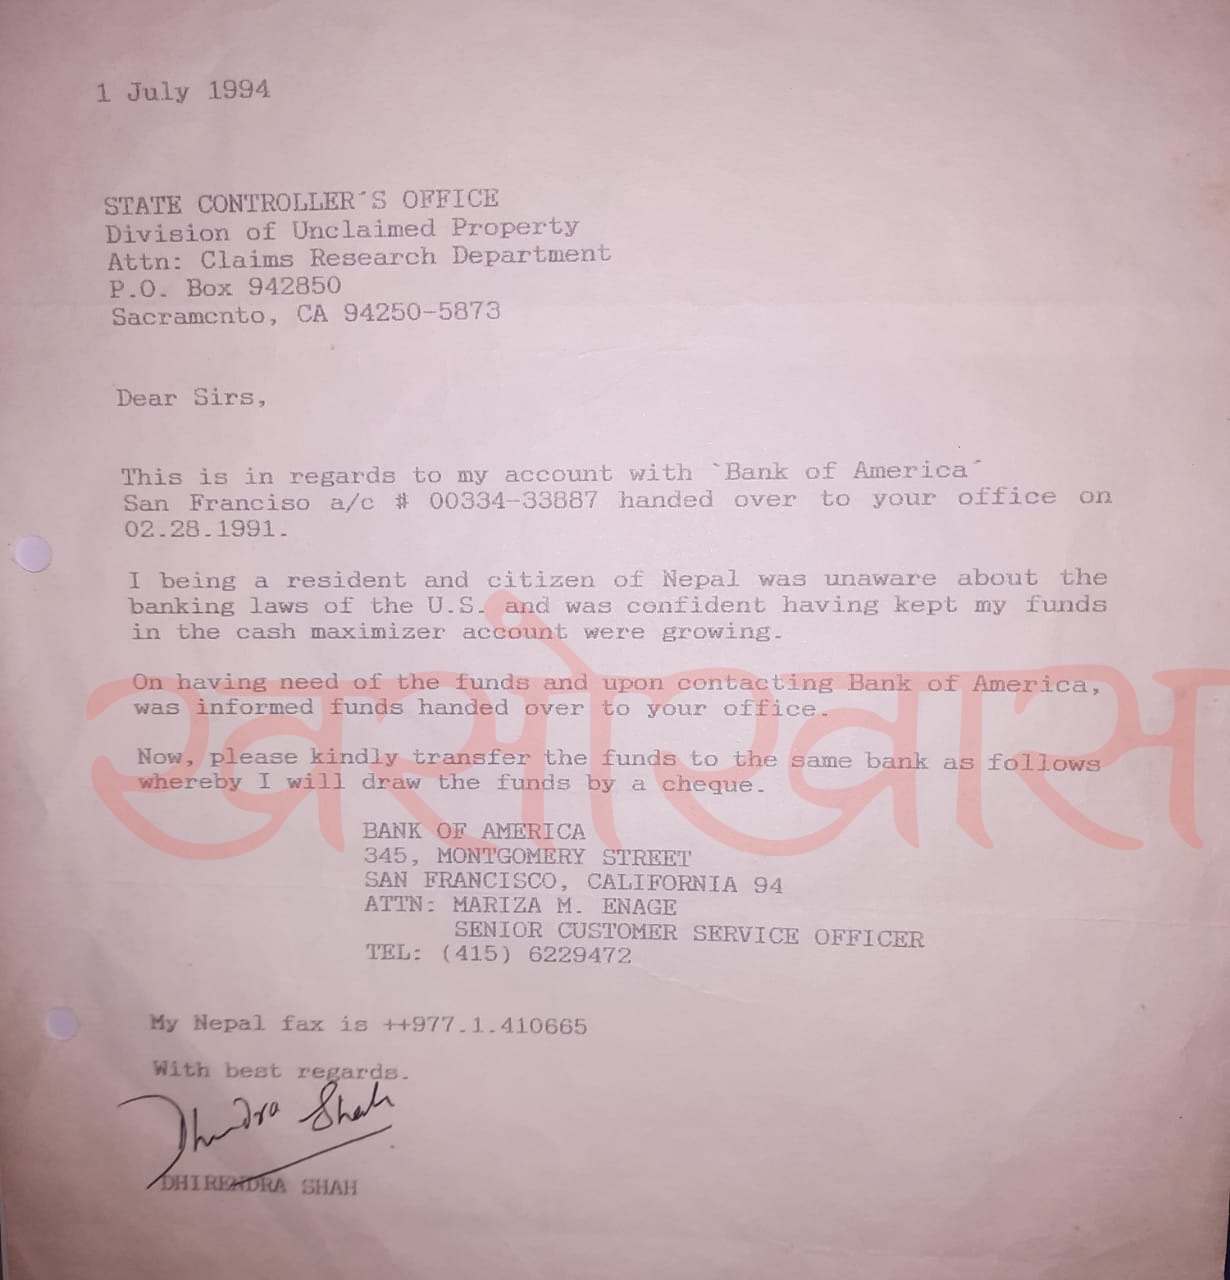 1 July 1994
STATE CONTROLLER´S OFFICE
Division of Unclaimed Property
Attn: Claims Research Department
P.O. Box 942850
Sacramento, CA 94250-5873
Dear Sirs,
This is in regards to my account with `Bank of America´
San Franciso a/c # 00334-33887 handed over to your office on
02.28.1991.
I being a resident and citizen of Nepal was unaware about the
banking laws of the U.S. and was confident having kept my funds
in the cash maximizer account were growing.
On having need of the funds and upon contacting Bank of America,
was informed funds handed over to your office.
Now, please kindly transfer the funds to the same bank as follows
whereby I will draw the funds by a cheque.
खसोखास
BANK OF AMERICA
345, MONTGOMERY STREET
SAN FRANCISCO, CALIFORNIA 94
ATTN: MARIZA M. ENAGE
SENIOR CUSTOMER SERVICE OFFICER
TEL: (415) 6229472
My Nepal fax is ++977.1.410665
With best regards.
Dhirendra Shah
DHIRENDRA SHAH